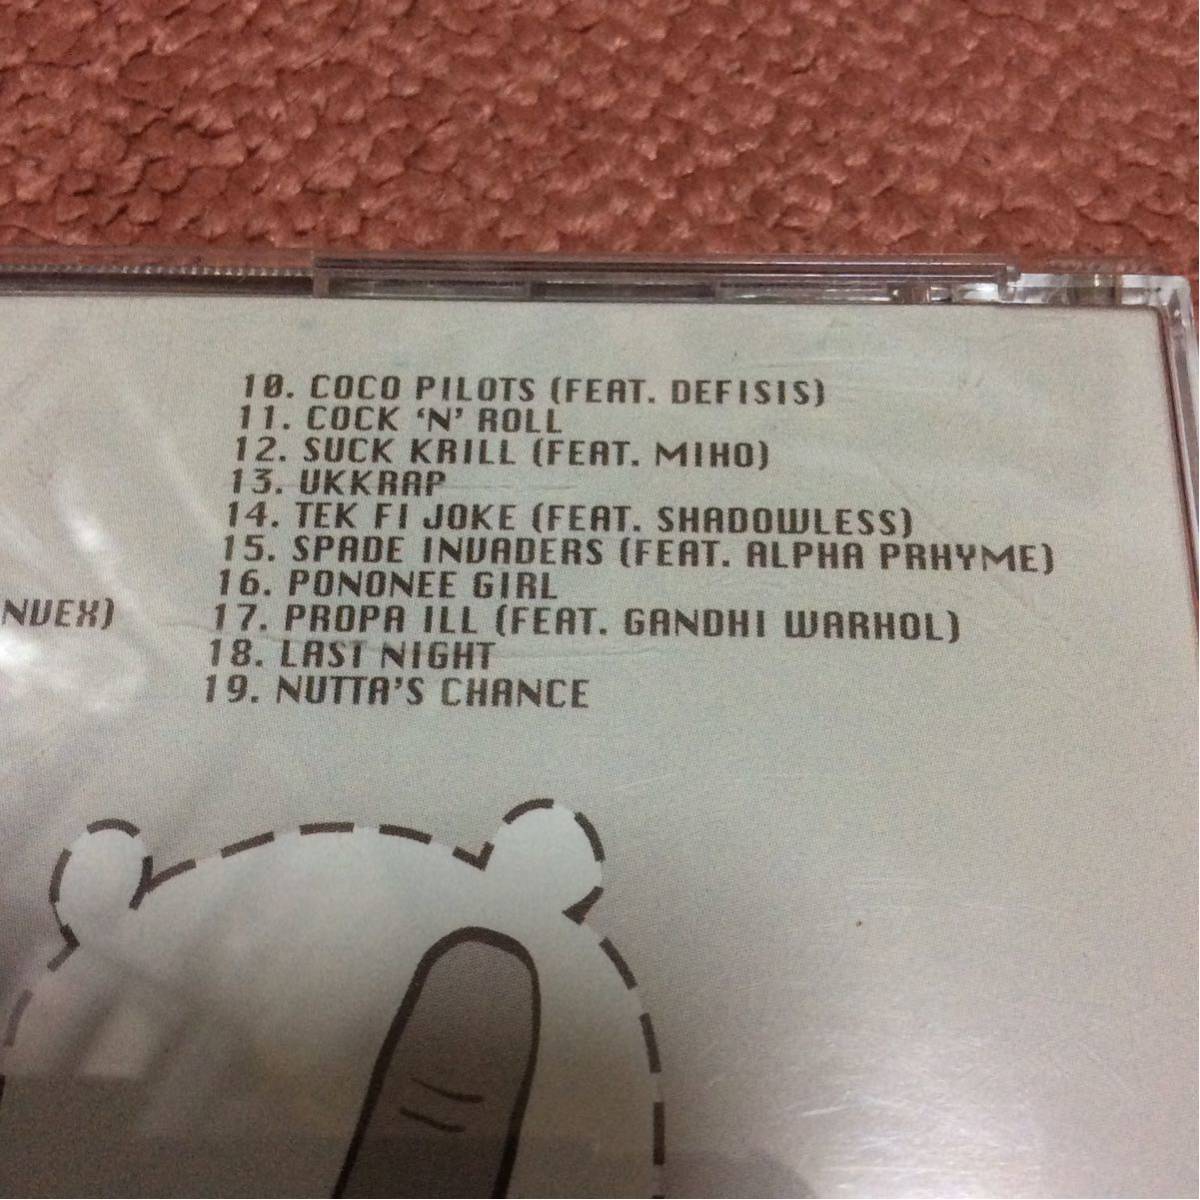 10. COCO PILOTS (FEAT. DEFISIS)
11. COCK ‘N’ ROLL
12. SUCK KRILL (FEAT. MIHO)
13. UKKRAP
14. TEK FI JOKE (FEAT. SHADOWLESS)
15. SPADE INVADERS (FEAT. ALPHA PRHYME)
16. PONONEE GIRL
NVEX)
17. PROPA ILL (FEAT. GANDHI WARHOL)
18. LAST NIGHT
19. NUTTA’S CHANCE